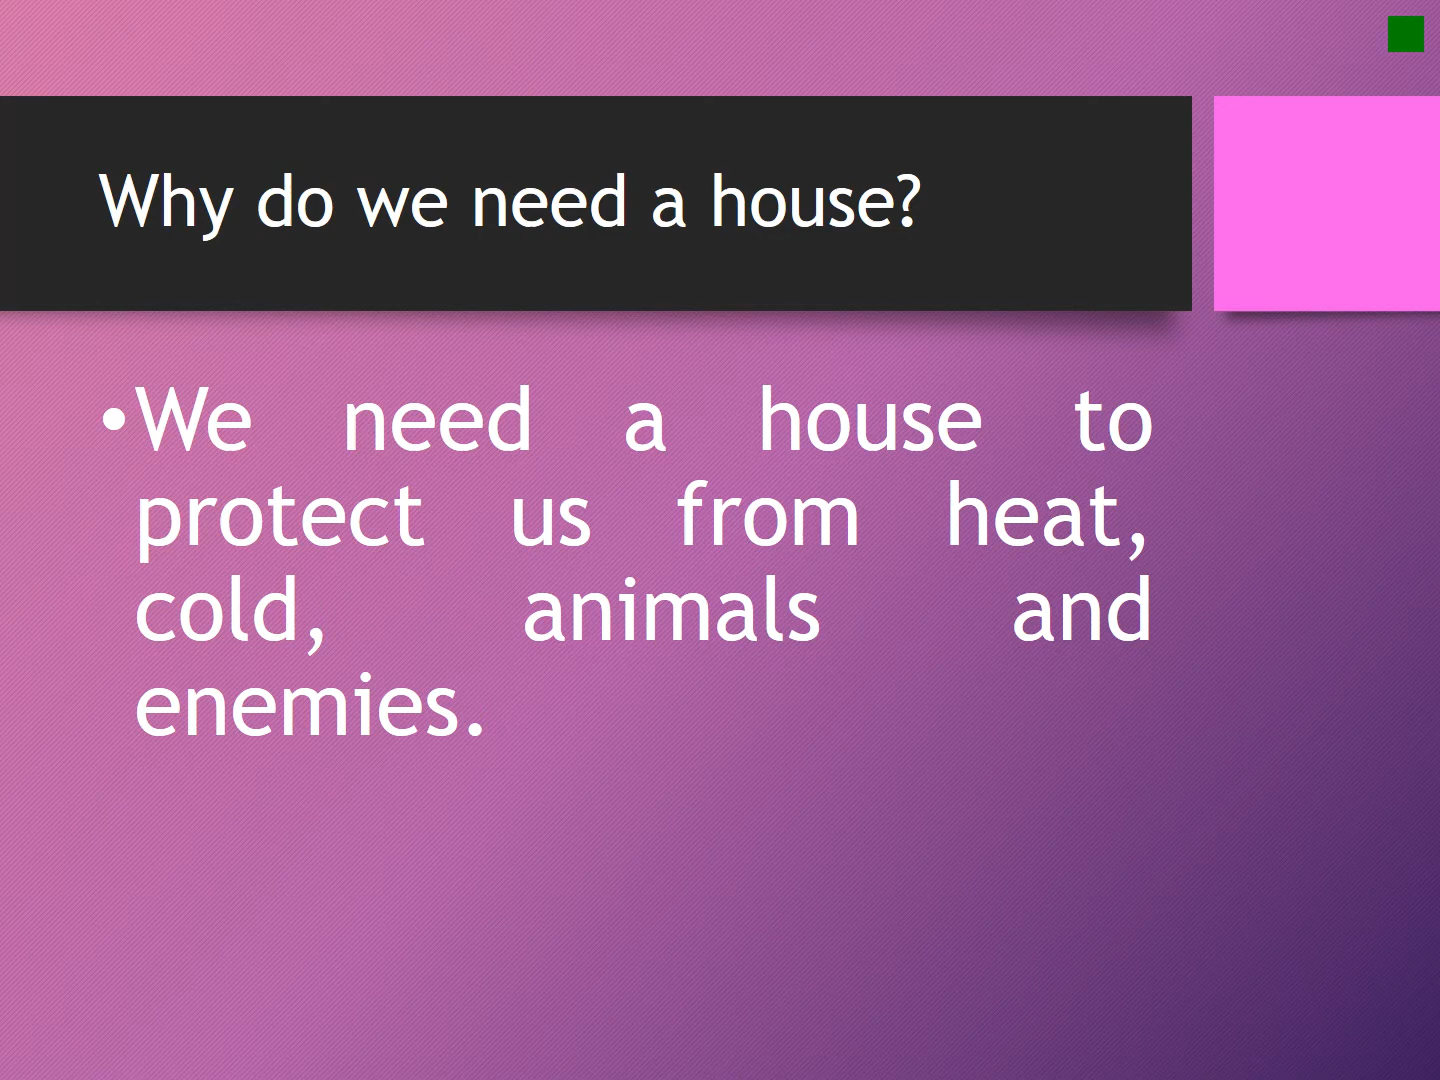 Why do we need a house?
•We need a house to
protect us from heat,
cold, animals and
enemies.